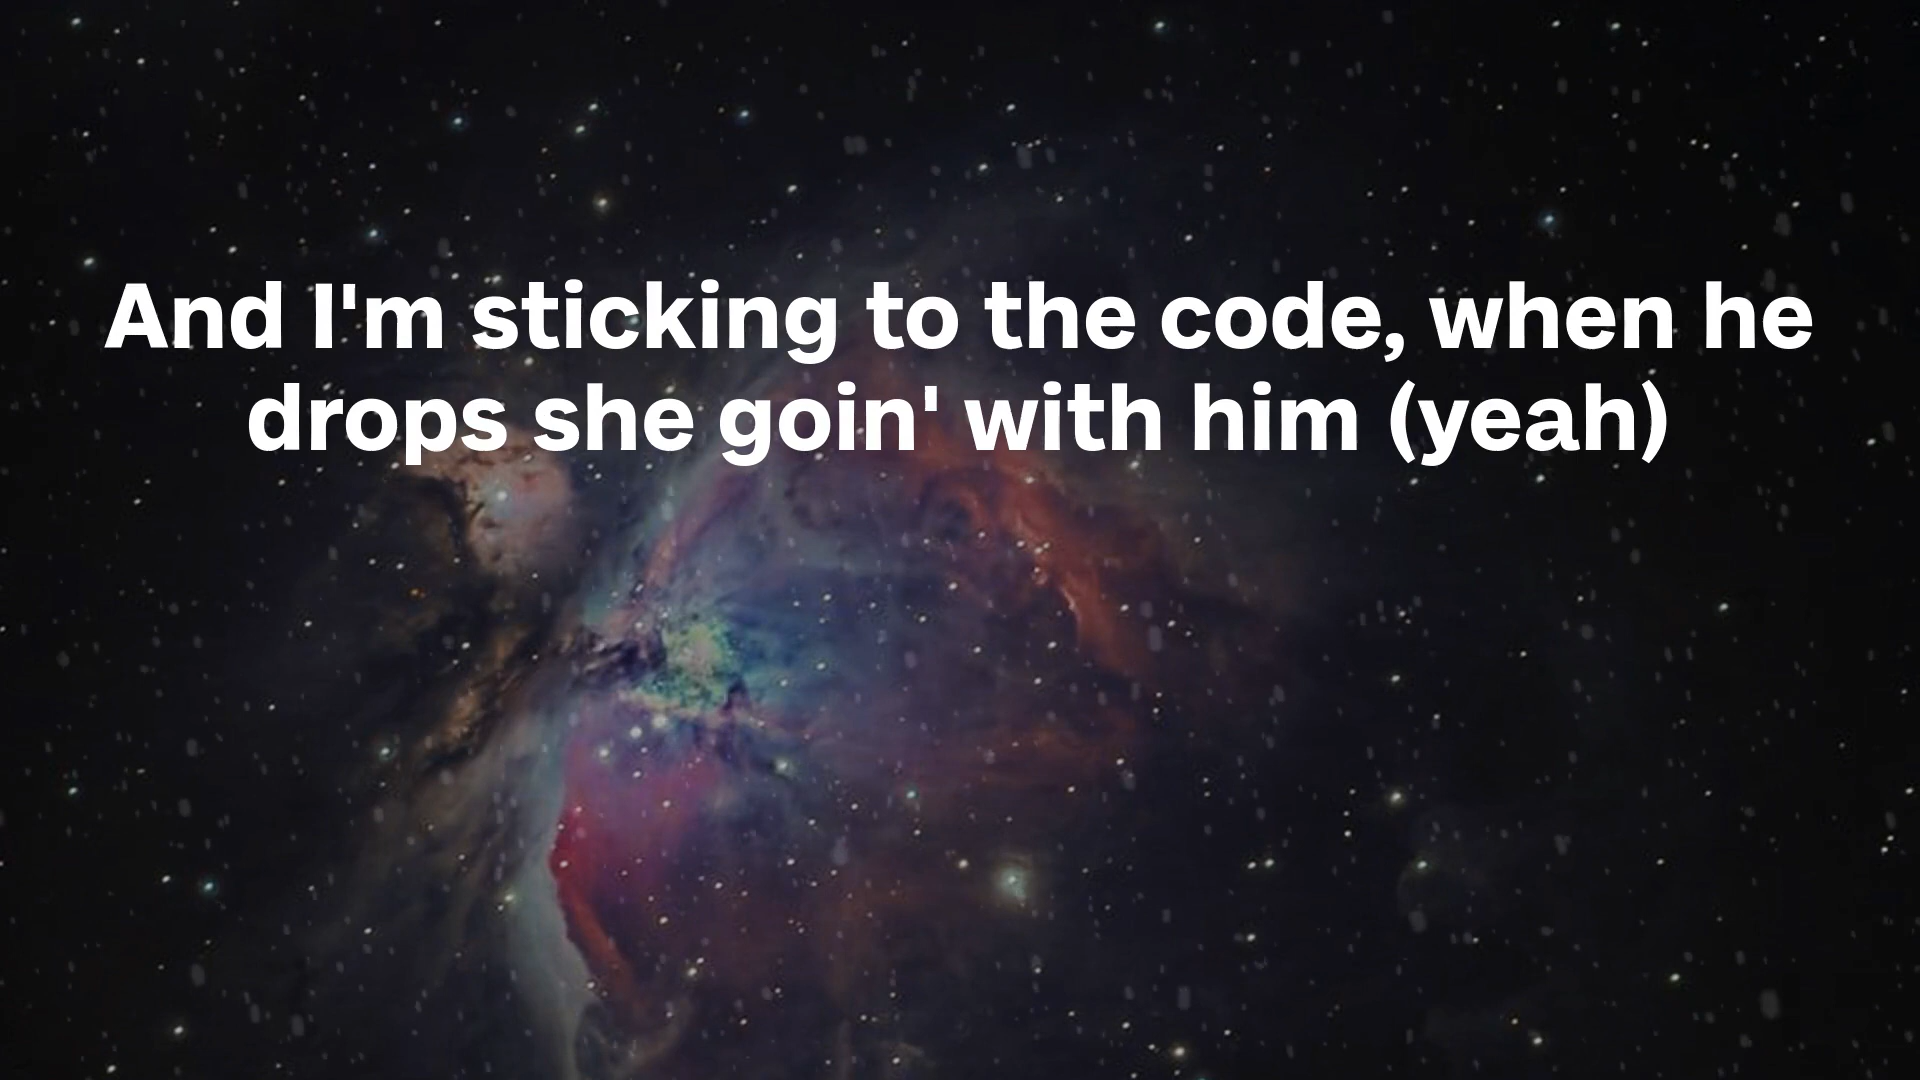 And I'm sticking to the code, when he
drops she goin' with him (yeah)